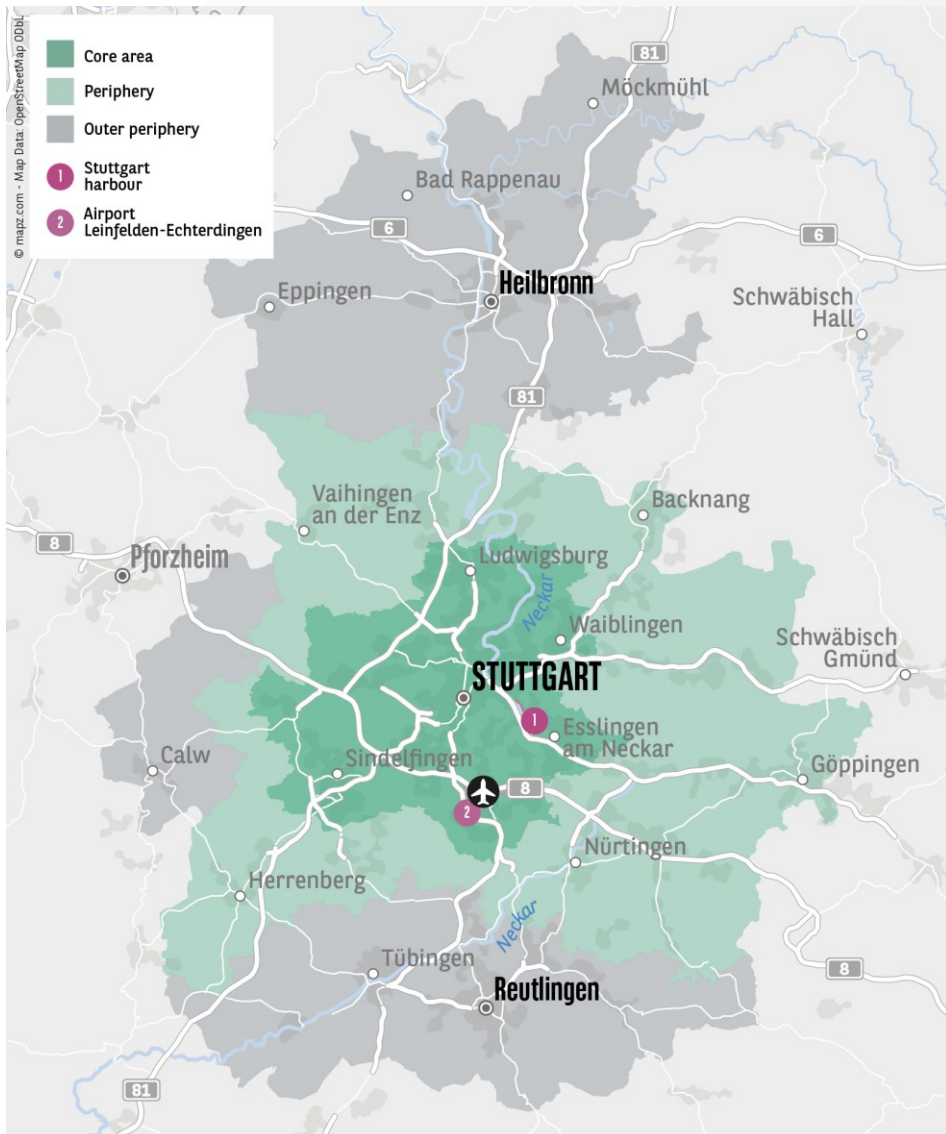 © mapz.com - Map Data: OpenStreetMap ODbL
Core area
Periphery
Outer periphery
1
Stuttgart
harbour
2
Airport
Leinfelden-Echterdingen
81
Möckmühl
Bad Rappenau
6
6
Heilbronn
Eppingen
Schwäbisch
Hall
81
Vaihingen
an der Enz
Backnang
8
Pforzheim
Ludwigsburg
Neckar
Waiblingen
Schwäbisch
Gmünd
STUTTGART
1
Esslingen
am Neckar
Calw
Sindelfingen
Göppingen
8
2
Nürtingen
Herrenberg
Neckar
Tübingen
8
Reutlingen
81